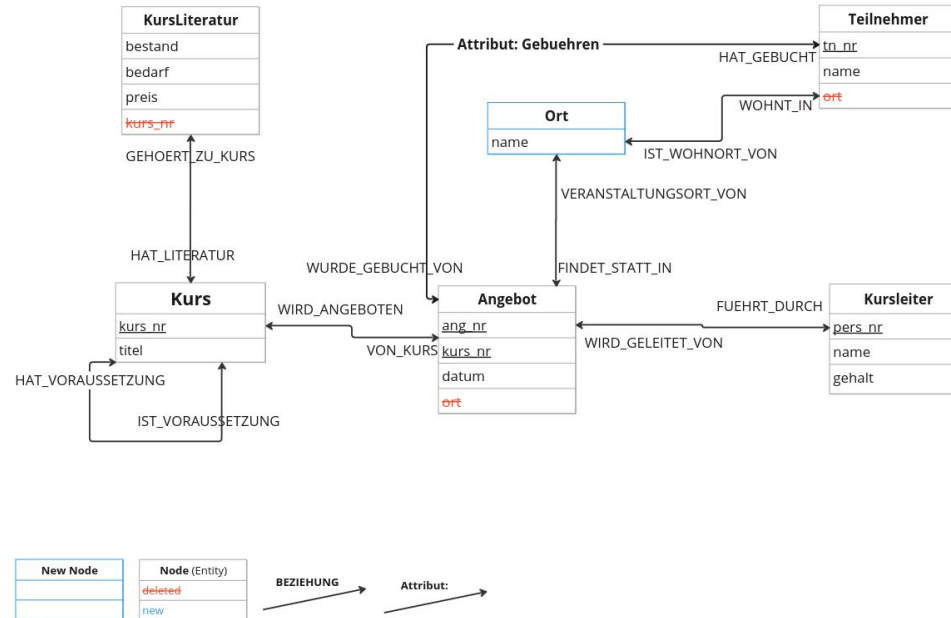 KursLiteratur
bestand
bedarf
preis
kurs_nr
GEHOERT_ZU_KURS
HAT_LITERATUR
Attribut: Gebuehren
HAT_GEBUCHT
Teilnehmer
tn_nr
name
ort
WOHNT_IN
Ort
name
IST_WOHNORT_VON
VERANSTALTUNGSORT_VON
WURDE_GEBUCHT_VON
FINDET_STATT_IN
Kurs
kurs_nr
titel
WIRD_ANGEBOTEN
VON_KURS
Angebot
ang_nr
kurs_nr
datum
ort
FUEHRT_DURCH
WIRD_GELEITET_VON
Kursleiter
pers_nr
name
gehalt
HAT_VORAUSSETZUNG
IST_VORAUSSETZUNG
New Node
Node (Entity)
deleted
new
BEZIEHUNG
Attribut: